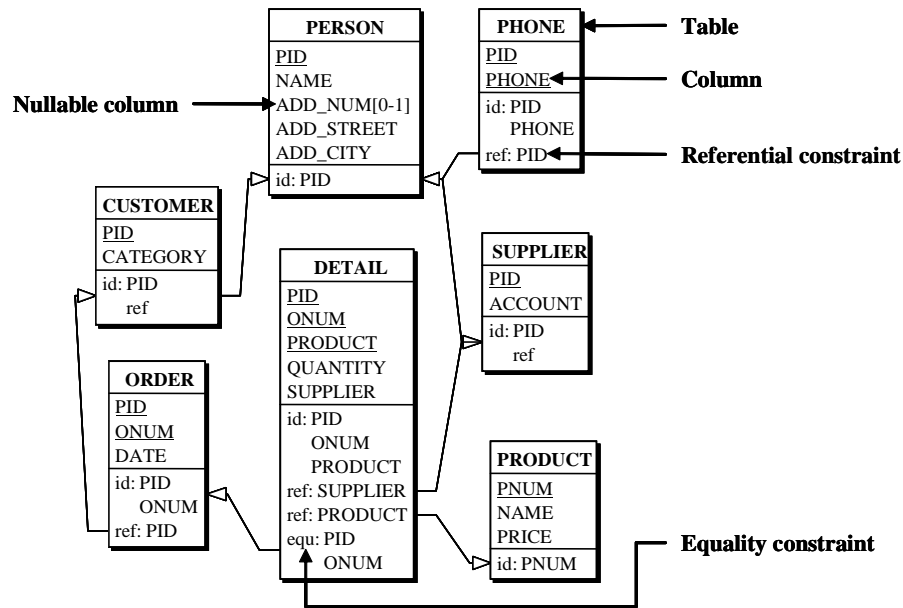 PERSON
PID
NAME
ADD_NUM[0-1]
ADD_STREET
ADD_CITY
id: PID
PHONE
PID
PHONE
id: PID
PHONE
ref: PID
Table
Column
Referential constraint
Nullable column
CUSTOMER
PID
CATEGORY
id: PID
ref
DETAIL
PID
ONUM
PRODUCT
QUANTITY
SUPPLIER
id: PID
ONUM
PRODUCT
ref: SUPPLIER
ref: PRODUCT
equ: PID
ONUM
SUPPLIER
PID
ACCOUNT
id: PID
ref
ORDER
PID
ONUM
DATE
id: PID
ONUM
ref: PID
PRODUCT
PNUM
NAME
PRICE
id: PNUM
Equality constraint